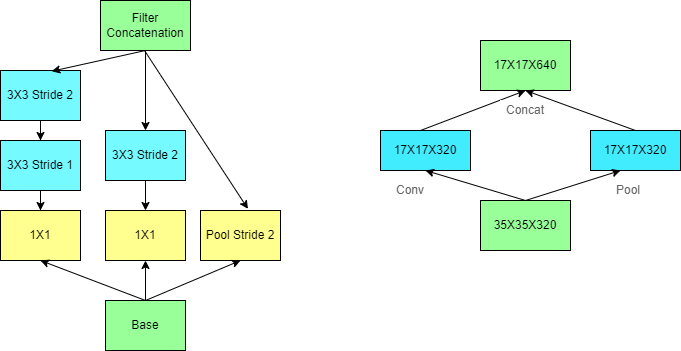 Filter
Concatenation
3X3 Stride 2
3X3 Stride 1
3X3 Stride 2
1X1
1X1
Pool Stride 2
Base
17X17X640
Concat
17X17X320
17X17X320
Conv
Pool
35X35X320